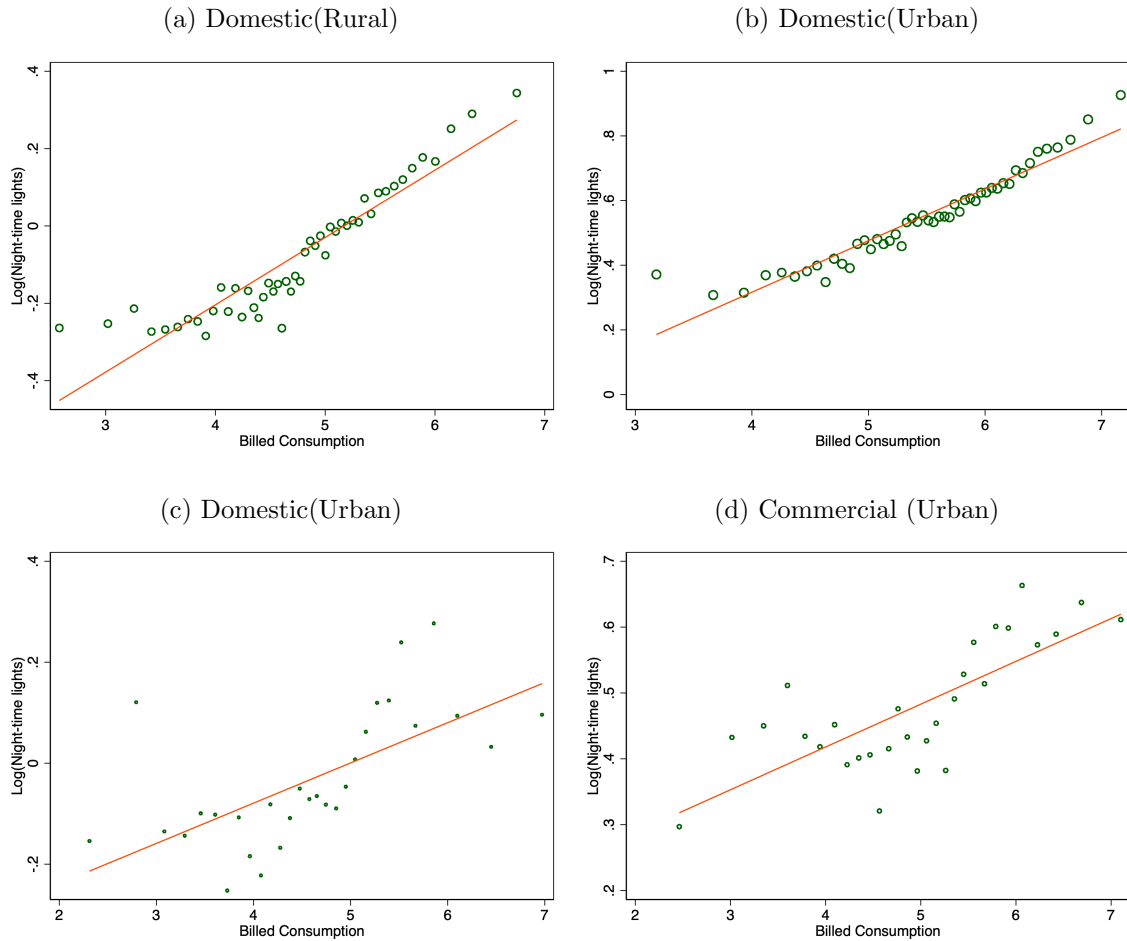 (a) Domestic(Rural)
Log(Night-time lights)
.4
.2
0
-.2
-.4
3 4 5 6 7
Billed Consumption
(b) Domestic(Urban)
Log(Night-time lights)
1
.8
.6
.4
.2
0
3 4 5 6 7
Billed Consumption
(c) Domestic(Urban)
Log(Night-time lights)
.4
.2
0
-.2
2 3 4 5 6 7
Billed Consumption
(d) Commercial (Urban)
Log(Night-time lights)
.7
.6
.5
.4
.3
.2
2 3 4 5 6 7
Billed Consumption